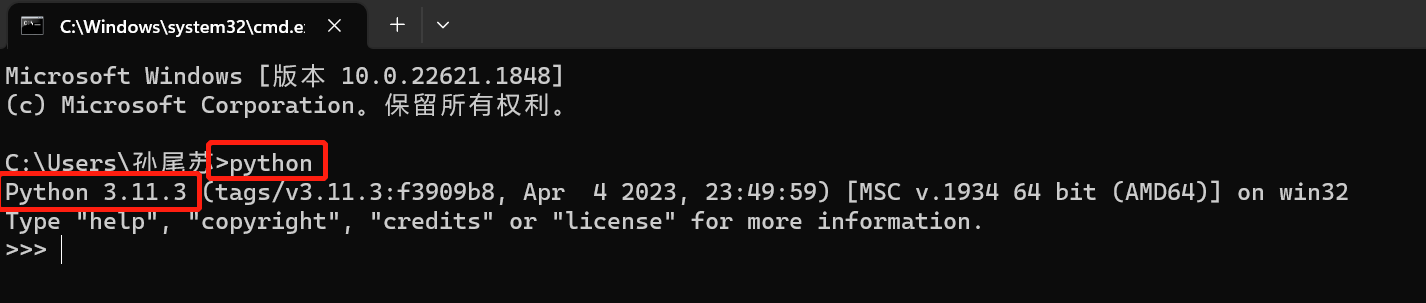 C:\Windows\system32\cmd.e
Microsoft Windows [版本 10.0.22621.1848]
(c) Microsoft Corporation。保留所有权利。
C:\Users\孙尾苏>python
Python 3.11.3 (tags/v3.11.3:f3909b8, Apr  4 2023, 23:49:59) [MSC v.1934 64 bit (AMD64)] on win32
Type "help", "copyright", "credits" or "license" for more information.
>>>